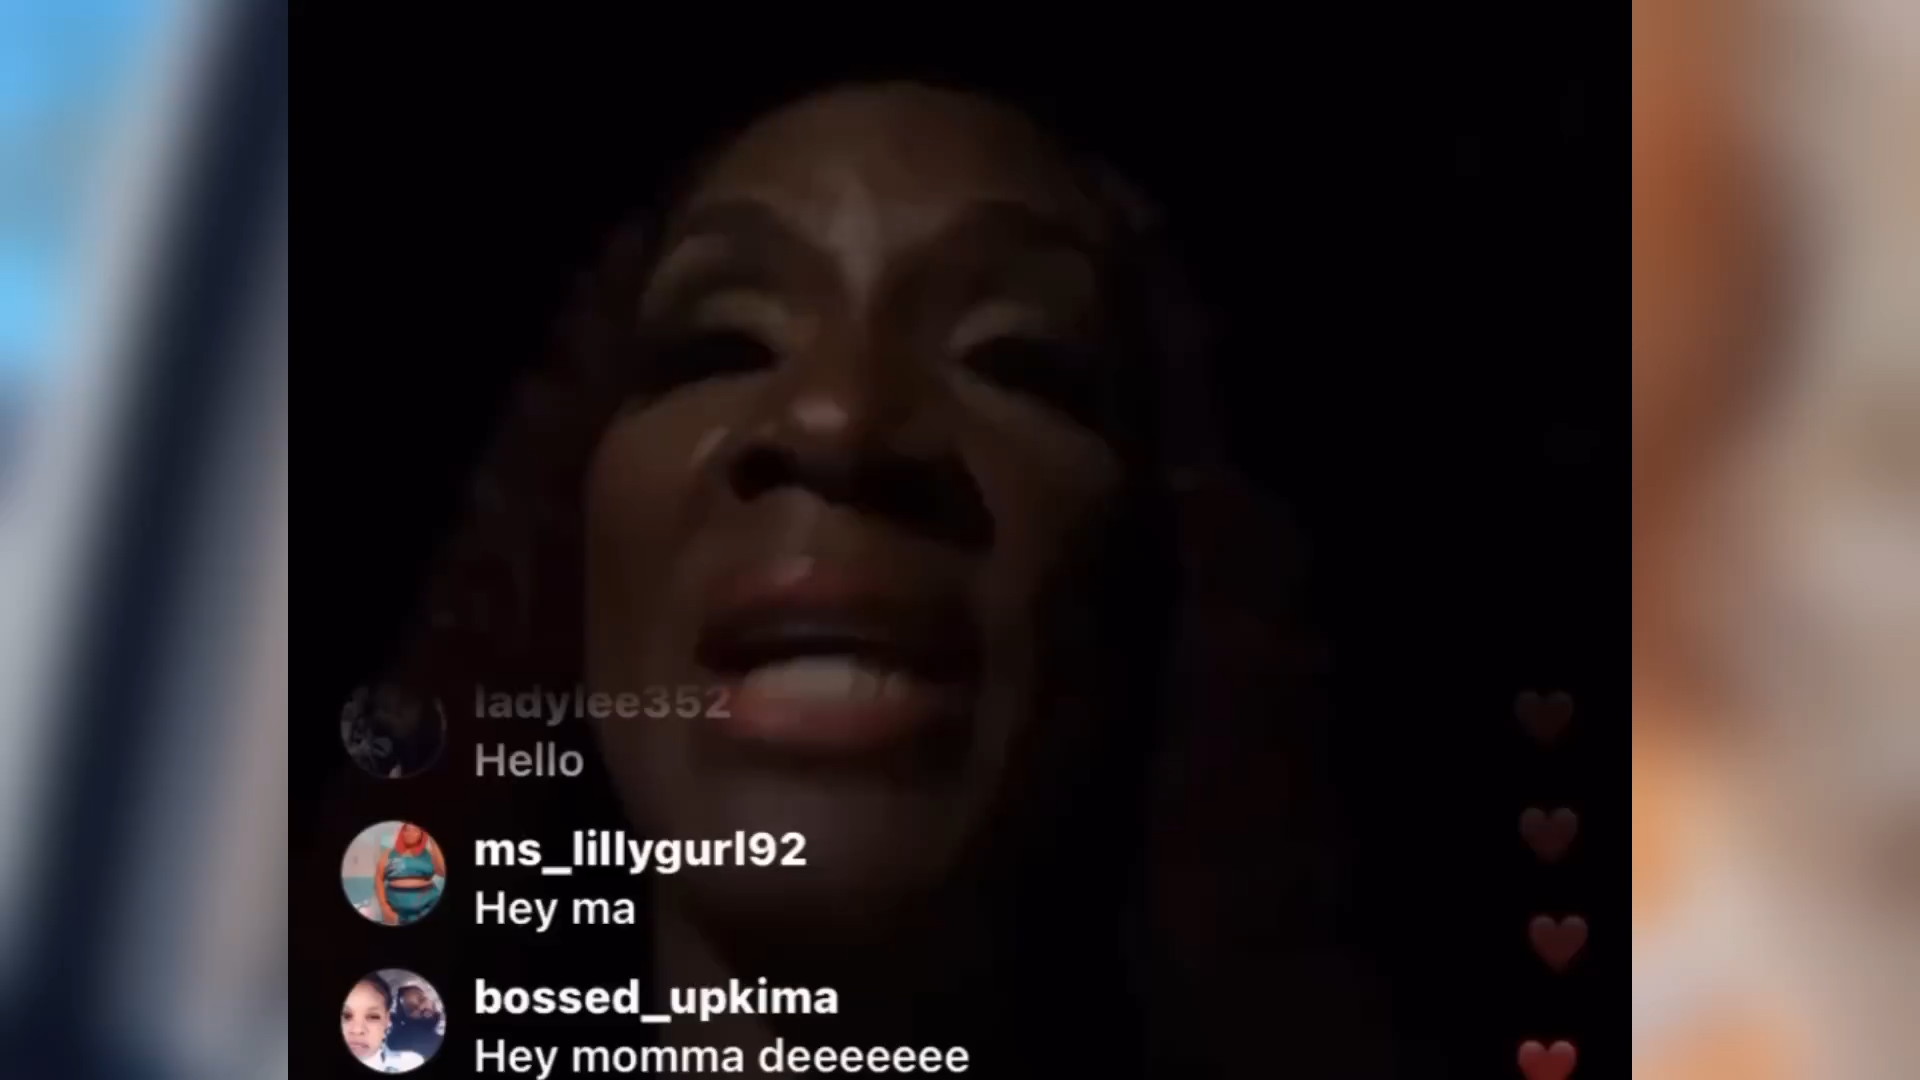 ladylee352
Hello
ms_lillygurl92
Hey ma
bossed_upkima
Hey momma deeeeeee